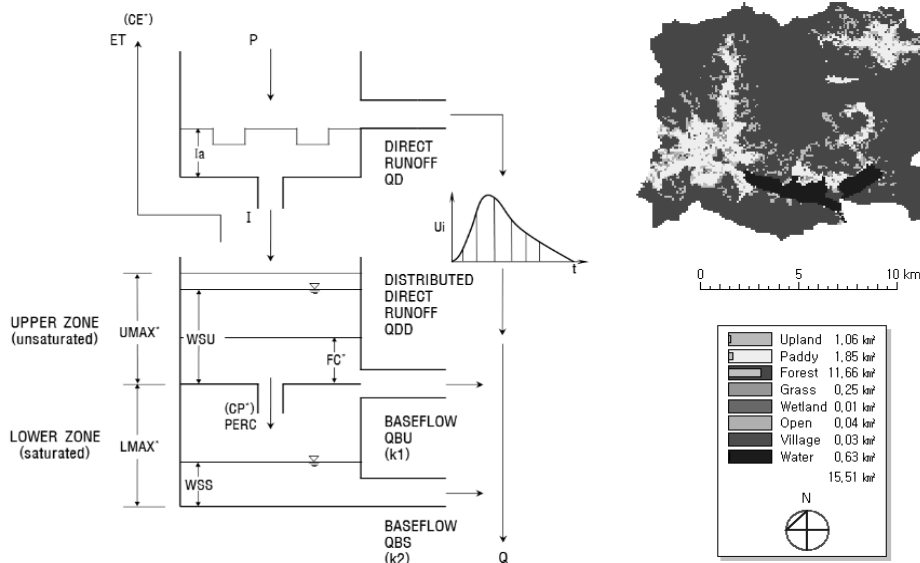 (CE*)
ET
P
Ia
DIRECT
RUNOFF
QD
I
Ui
t
DISTRIBUTED
DIRECT
RUNOFF
QDD
UPPER ZONE
(unsaturated)
UMAX*
WSU
FC*
(CP*)
PERC
LOWER ZONE
(saturated)
LMAX*
WSS
BASEFLOW
QBU
(k1)
BASEFLOW
QBS
(k2)
Q
0 5 10 km
Upland 1,06 km²
Paddy 1,85 km²
Forest 11,66 km²
Grass 0,25 km²
Wetland 0,01 km²
Open 0,04 km²
Village 0,03 km²
Water 0,63 km²
15,51 km²
N